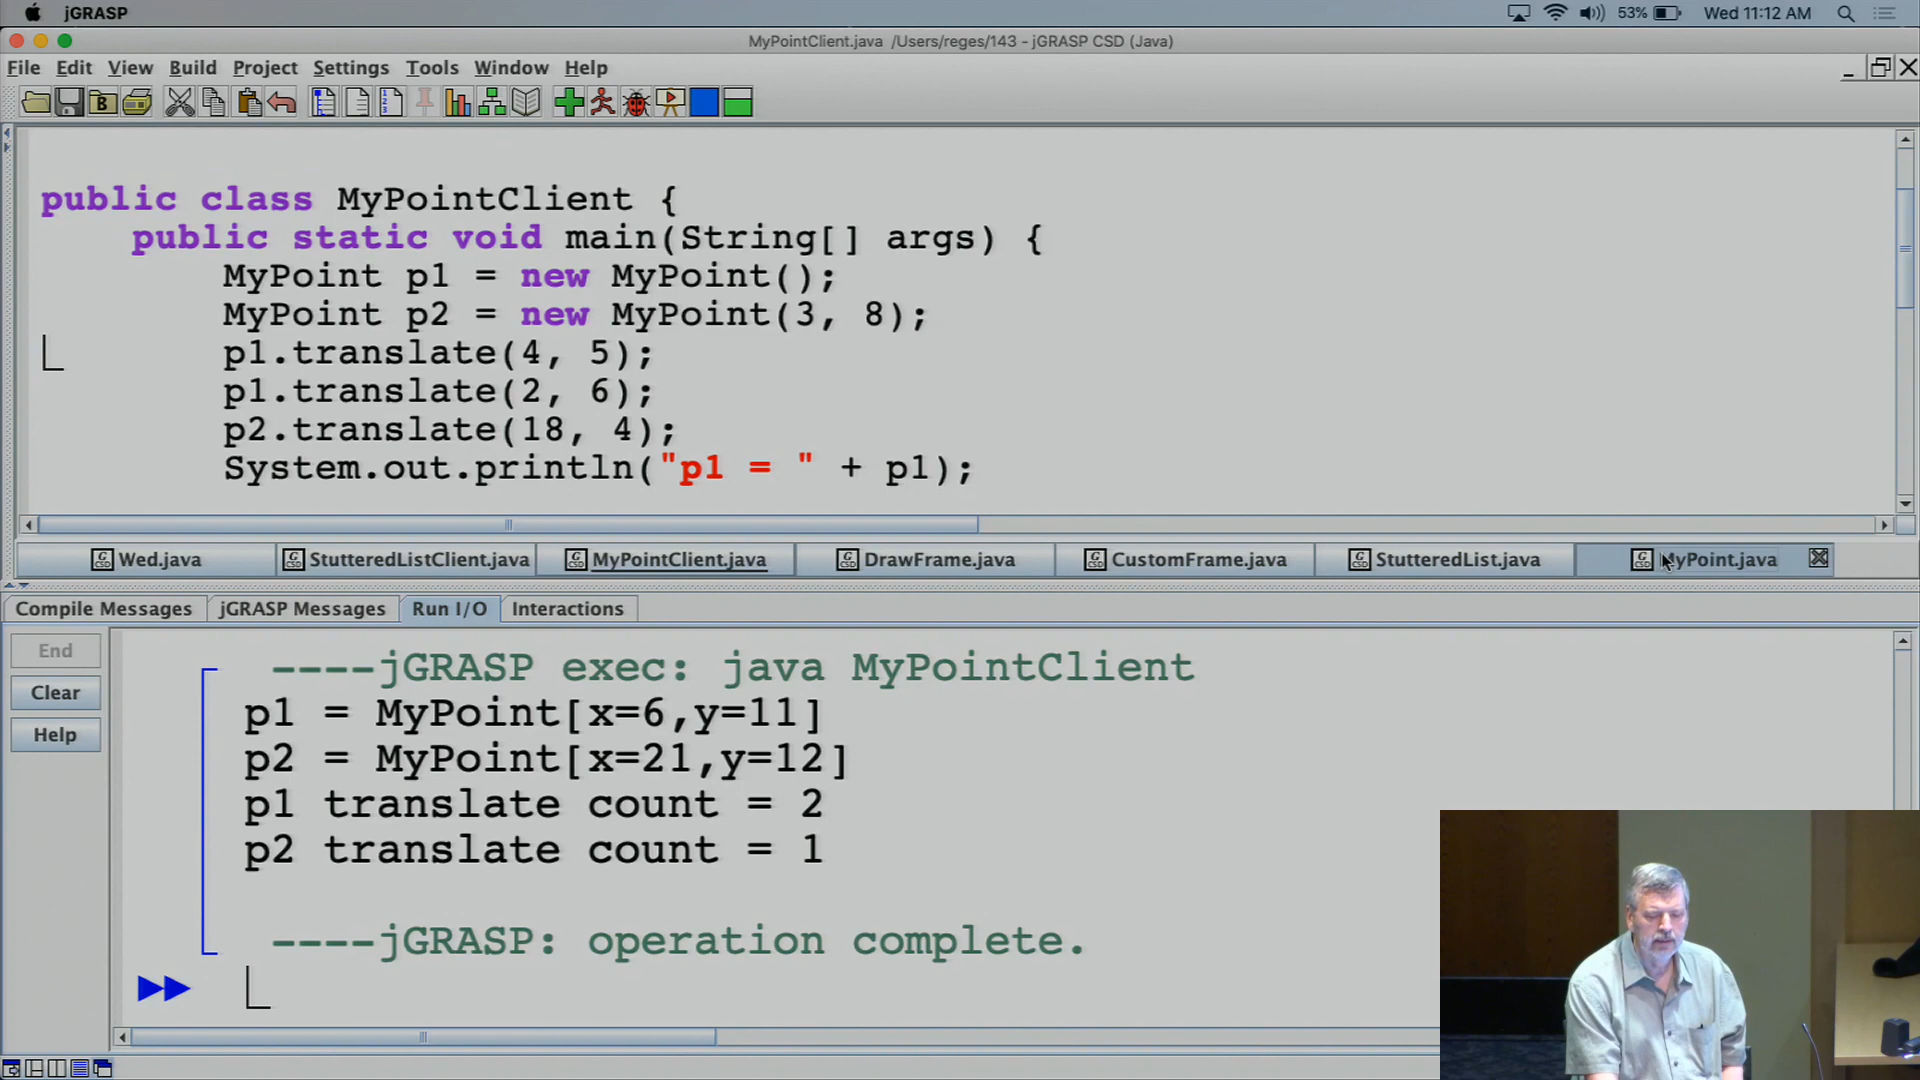 jGRASP
53%
Wed 11:12 AM
MyPointClient.java /Users/reges/143 - jGRASP CSD (Java)
File Edit View Build Project Settings Tools Window Help
public class MyPointClient {
public static void main(String[] args) {
MyPoint p1 = new MyPoint();
MyPoint p2 = new MyPoint(3, 8);
p1.translate(4, 5);
p1.translate(2, 6);
p2.translate(18, 4);
System.out.println("p1 = " + p1);
Wed.java StutteredListClient.java MyPointClient.java DrawFrame.java CustomFrame.java StutteredList.java MyPoint.java
Compile Messages jGRASP Messages Run I/O Interactions
End
Clear
Help
----jGRASP exec: java MyPointClient
p1 = MyPoint[x=6,y=11]
p2 = MyPoint[x=21,y=12]
p1 translate count = 2
p2 translate count = 1
----jGRASP: operation complete.